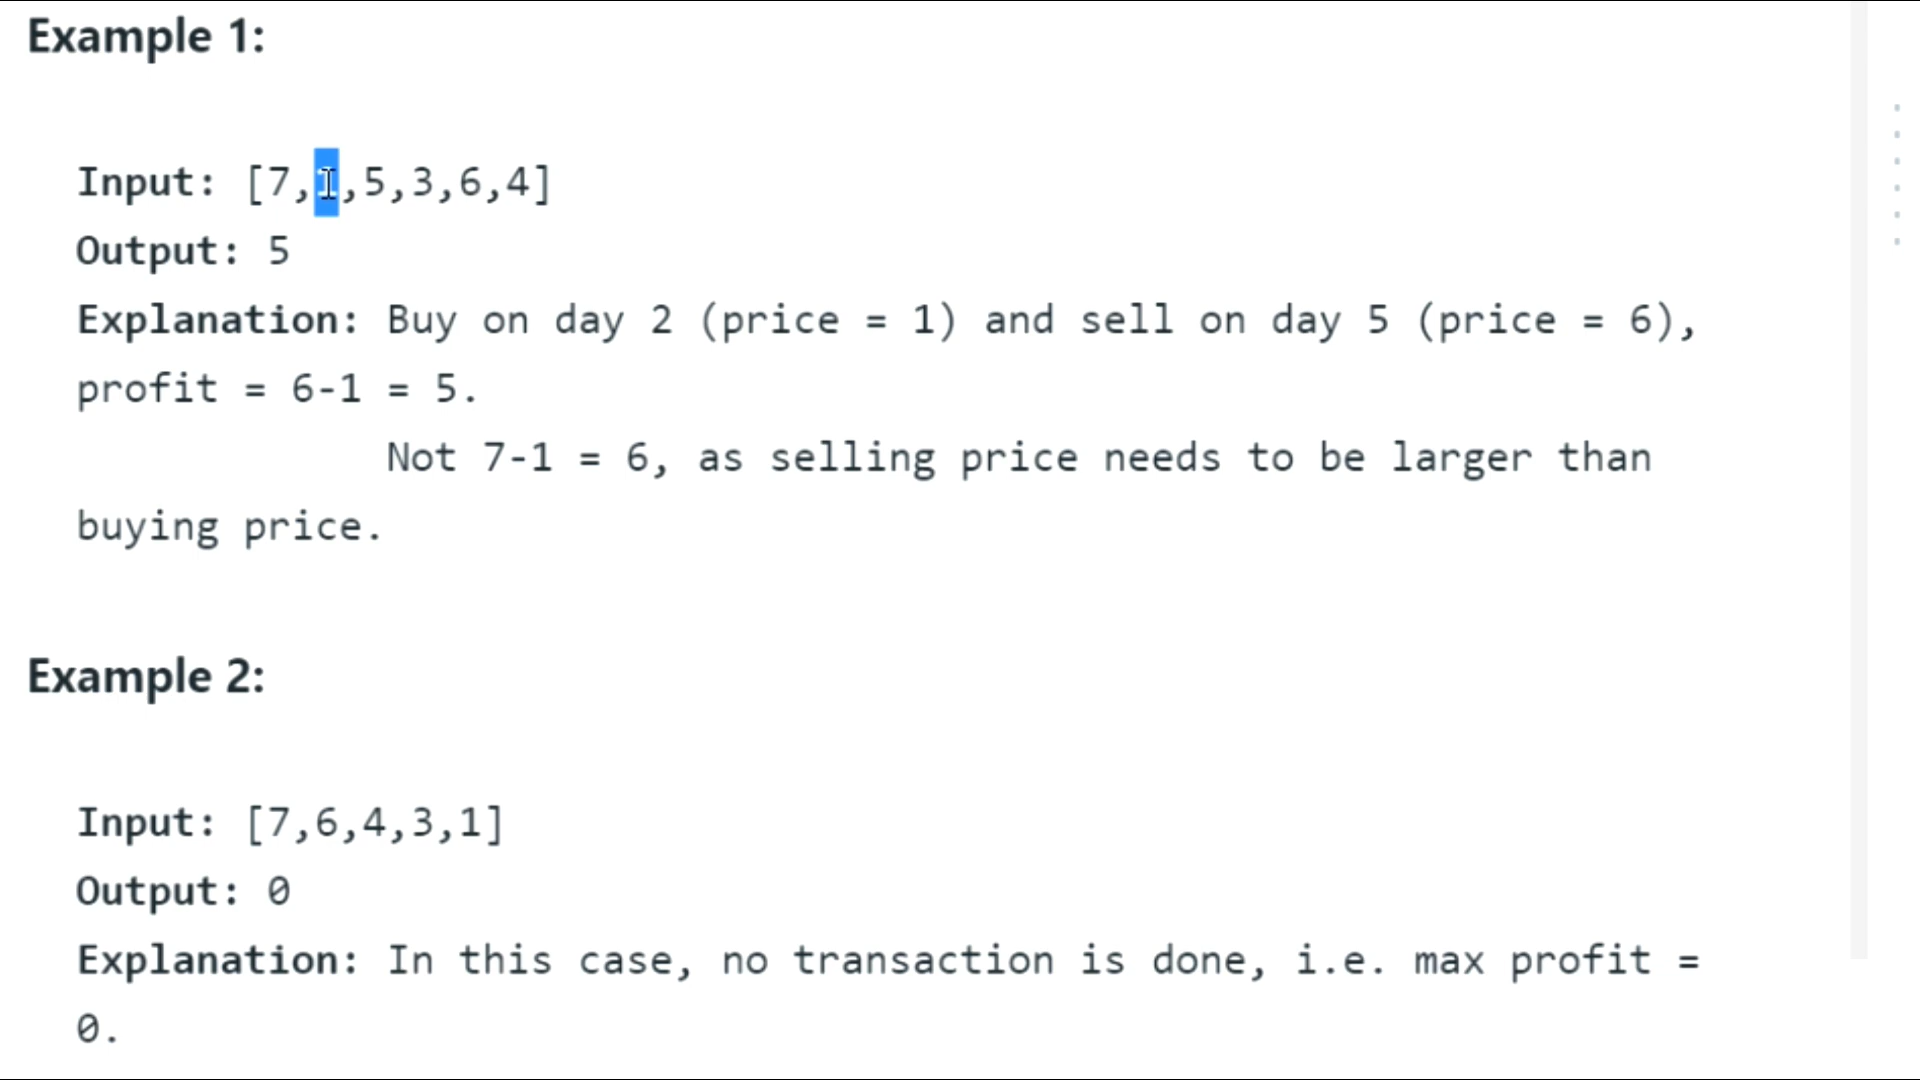 Example 1:
Input: [7,1,5,3,6,4]
Output: 5
Explanation: Buy on day 2 (price = 1) and sell on day 5 (price = 6),
profit = 6-1 = 5.
Not 7-1 = 6, as selling price needs to be larger than
buying price.
Example 2:
Input: [7,6,4,3,1]
Output: 0
Explanation: In this case, no transaction is done, i.e. max profit =
0.